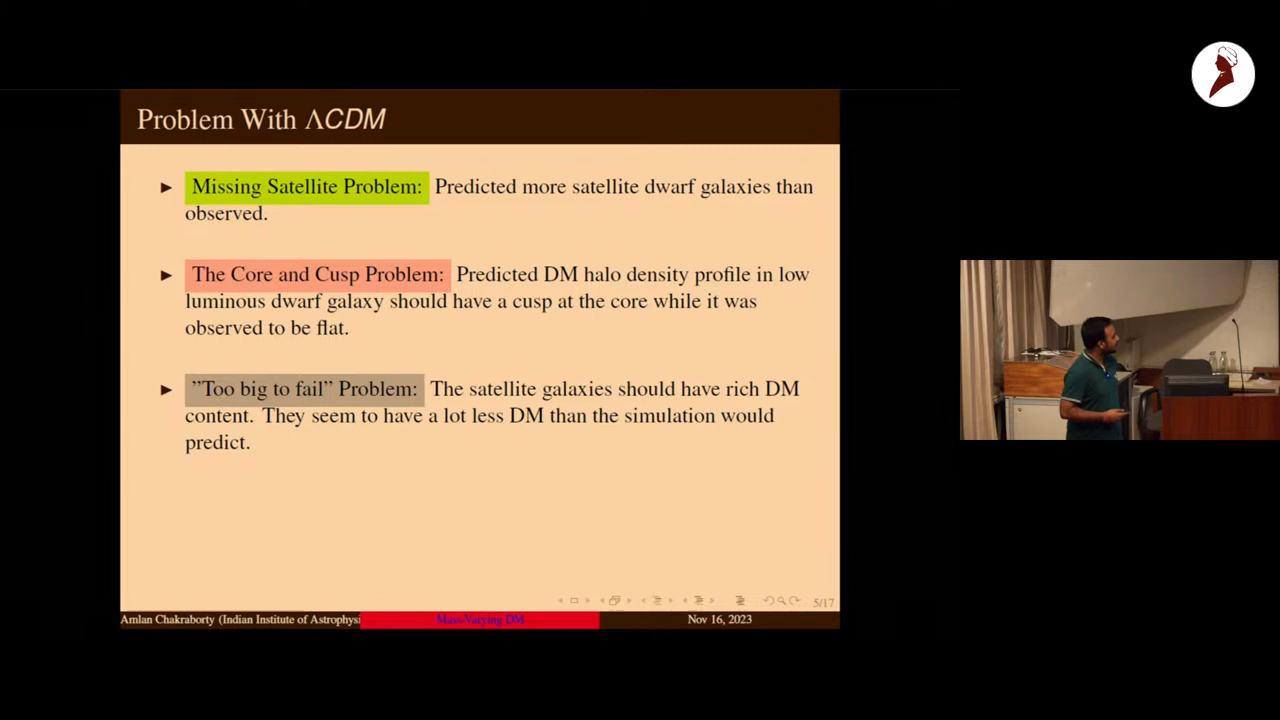 Problem With ΛCDM
► Missing Satellite Problem: Predicted more satellite dwarf galaxies than
observed.
► The Core and Cusp Problem: Predicted DM halo density profile in low
luminous dwarf galaxy should have a cusp at the core while it was
observed to be flat.
► ”Too big to fail” Problem: The satellite galaxies should have rich DM
content. They seem to have a lot less DM than the simulation would
predict.
5/17
Amlan Chakraborty (Indian Institute of Astrophysi Mass-Varying DM Nov 16, 2023